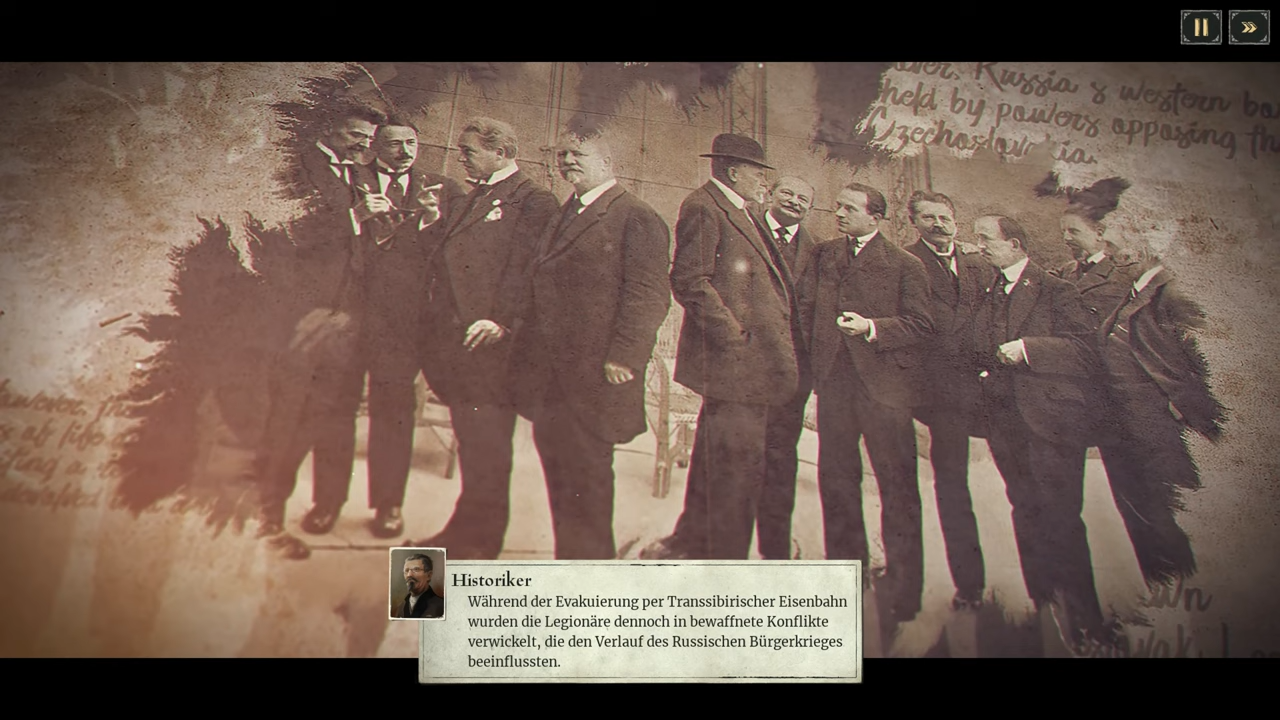 Russia's western bo
held by powers opposing th
Czechoslovakia.
Historiker
Während der Evakuierung per Transsibirischer Eisenbahn
wurden die Legionäre dennoch in bewaffnete Konflikte
verwickelt, die den Verlauf des Russischen Bürgerkrieges
beeinflussten.